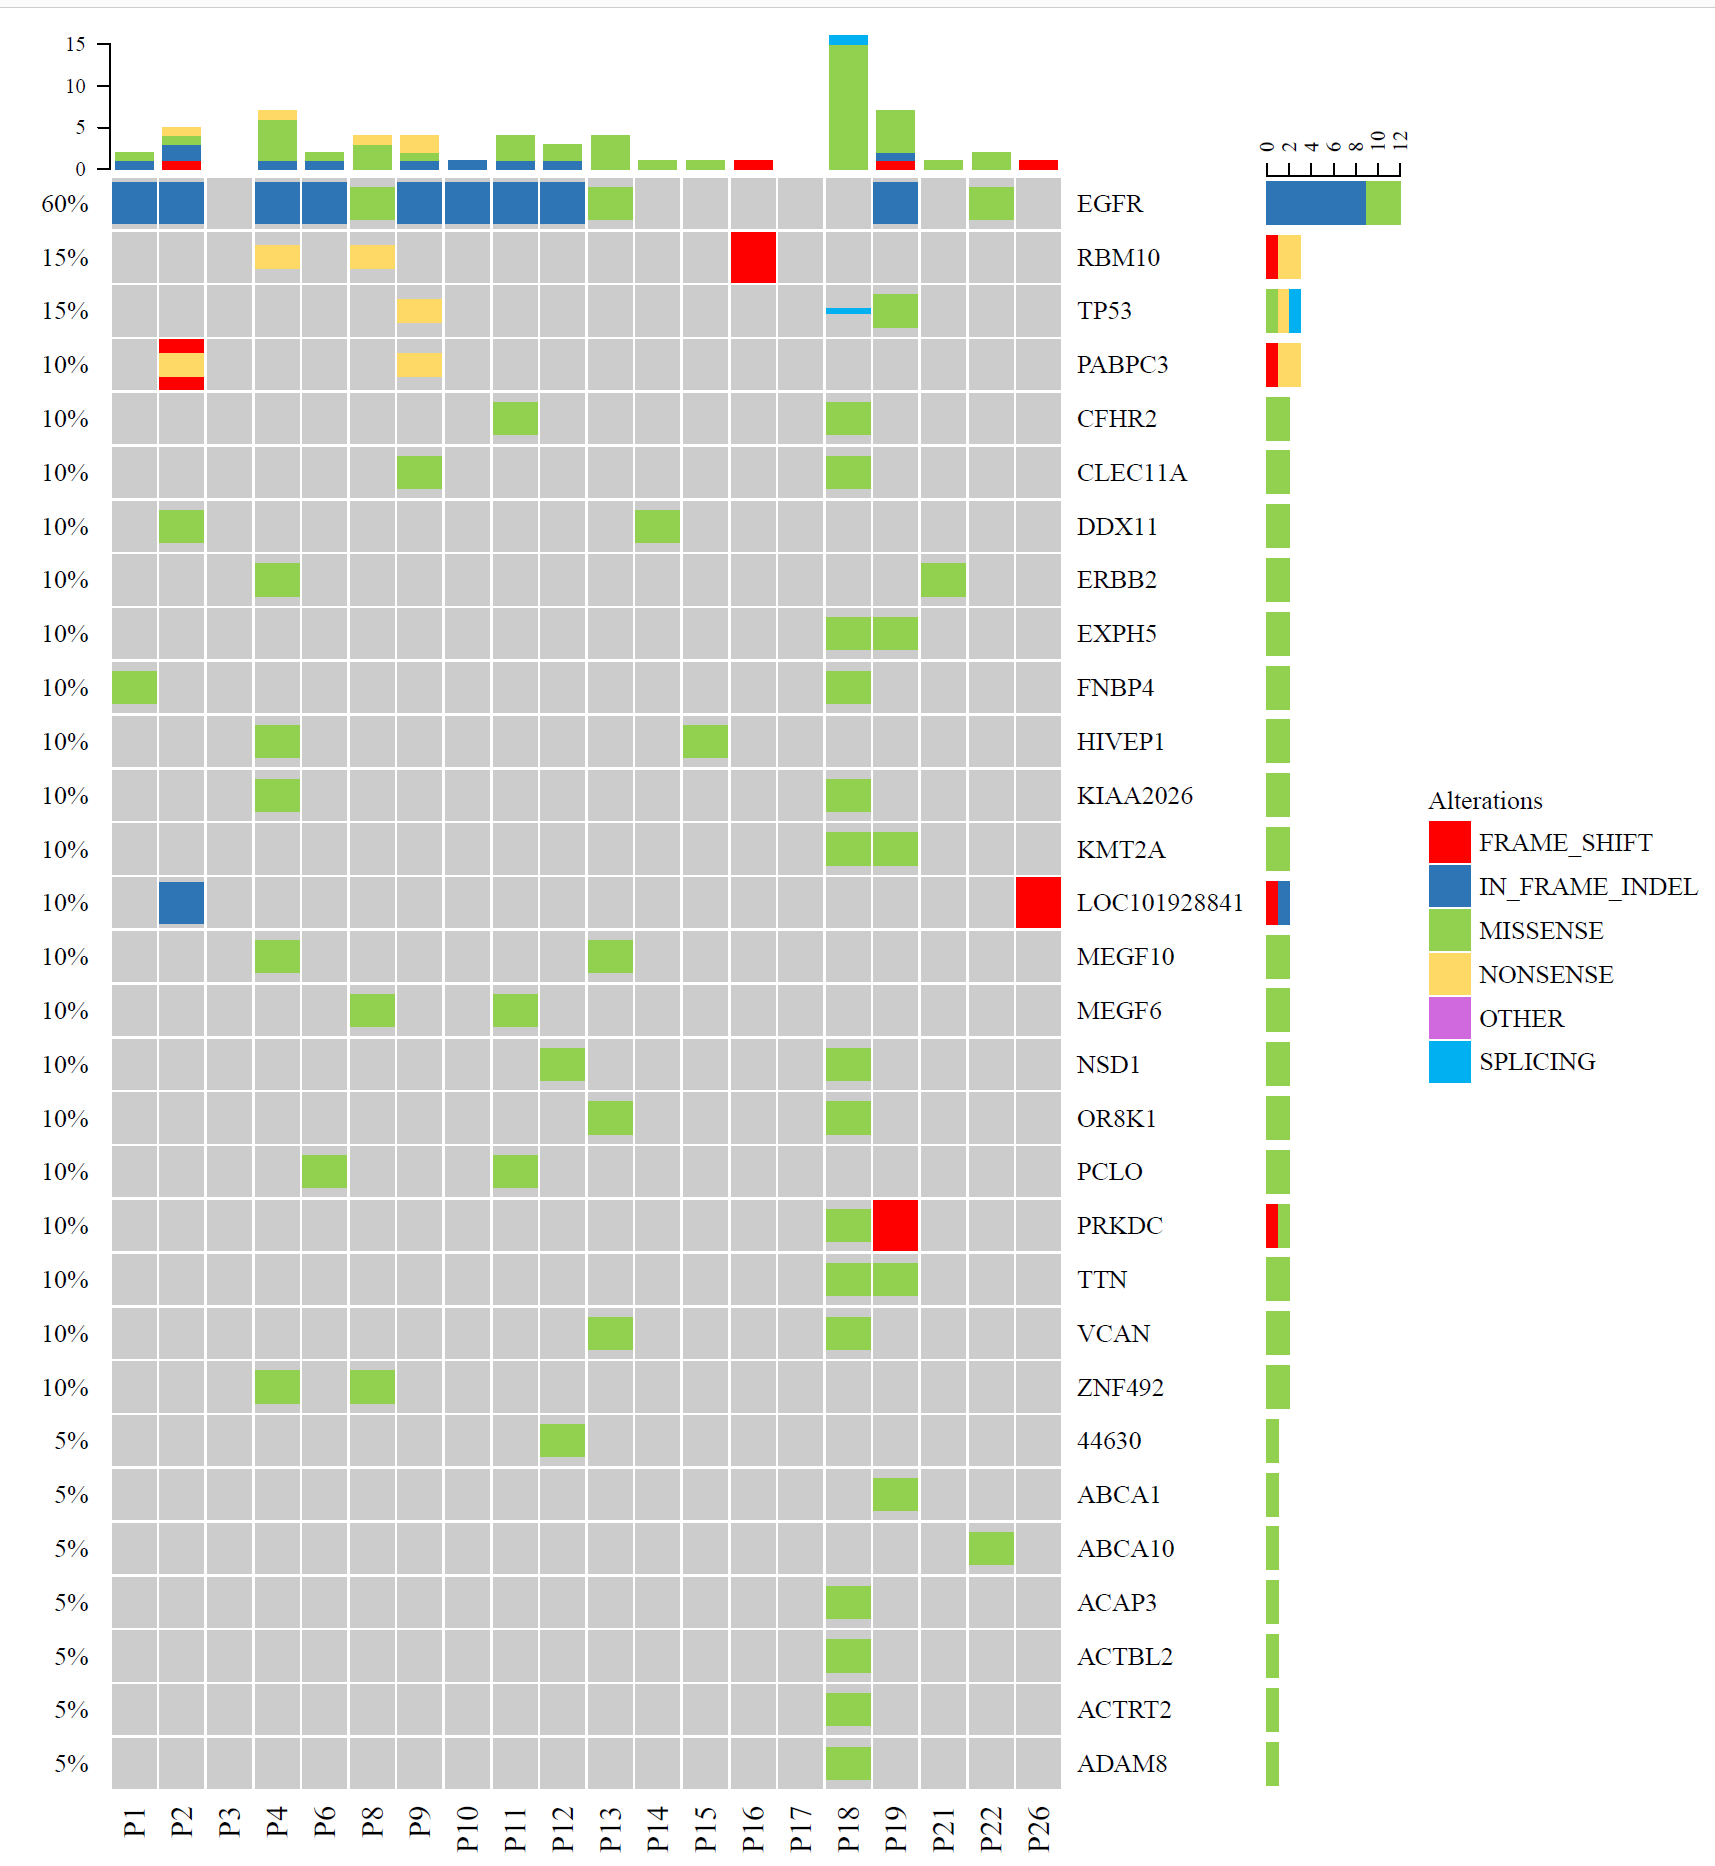 15
10
5
0
0 2 4 6 8 10 12
60% EGFR
15% RBM10
15% TP53
10% PABPC3
10% CFHR2
10% CLEC11A
10% DDX11
10% ERBB2
10% EXPH5
10% FNBP4
10% HIVEP1
10% KIAA2026
10% KMT2A
10% LOC101928841
10% MEGF10
10% MEGF6
10% NSD1
10% OR8K1
10% PCLO
10% PRKDC
10% TTN
10% VCAN
10% ZNF492
5% 44630
5% ABCA1
5% ABCA10
5% ACAP3
5% ACTBL2
5% ACTRT2
5% ADAM8
P1 P2 P3 P4 P6 P8 P9 P10 P11 P12 P13 P14 P15 P16 P17 P18 P19 P21 P22 P26
Alterations
FRAME_SHIFT
IN_FRAME_INDEL
MISSENSE
NONSENSE
OTHER
SPLICING